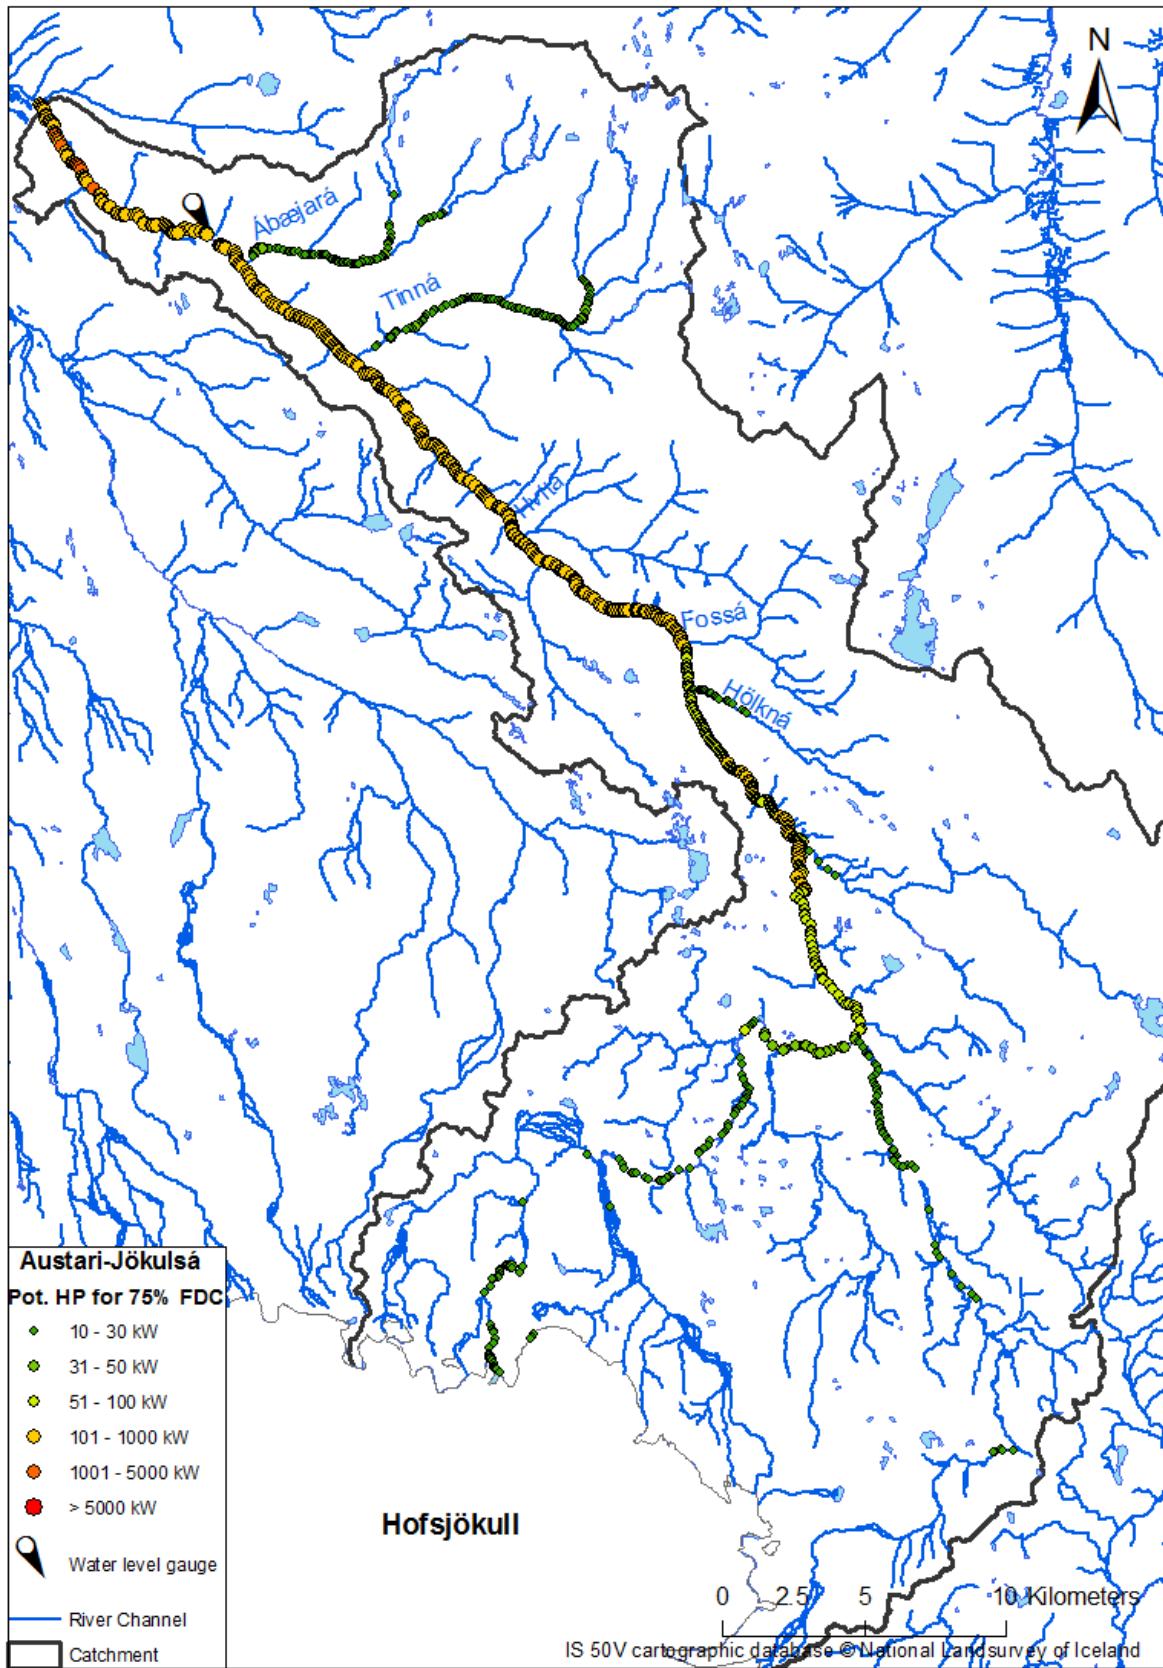 N
Ábæjará
Tinná
Hvítá
Fossá
Hölkná
Austari-Jökulsá
Pot. HP for 75% FDC
10 - 30 kW
31 - 50 kW
51 - 100 kW
101 - 1000 kW
1001 - 5000 kW
> 5000 kW
Water level gauge
River Channel
Catchment
Hofsjökull
0 2.5 5 10 Kilometers
IS 50V cartographic database © National Landsurvey of Iceland